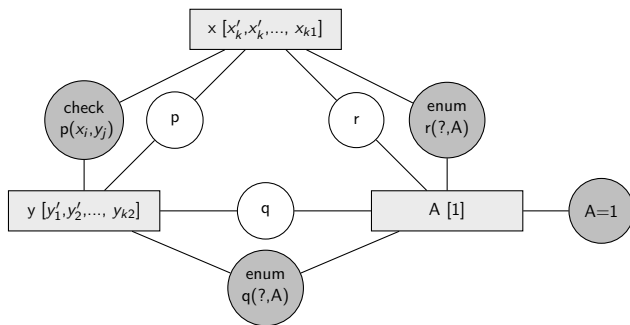 x [x′ₖ,x′ₖ,..., xₖ₁]
check
p(xᵢ,yⱼ)
p
r
enum
r(?,A)
y [y′₁,y′₂,..., yₖ₂]
q
A [1]
A=1
enum
q(?,A)